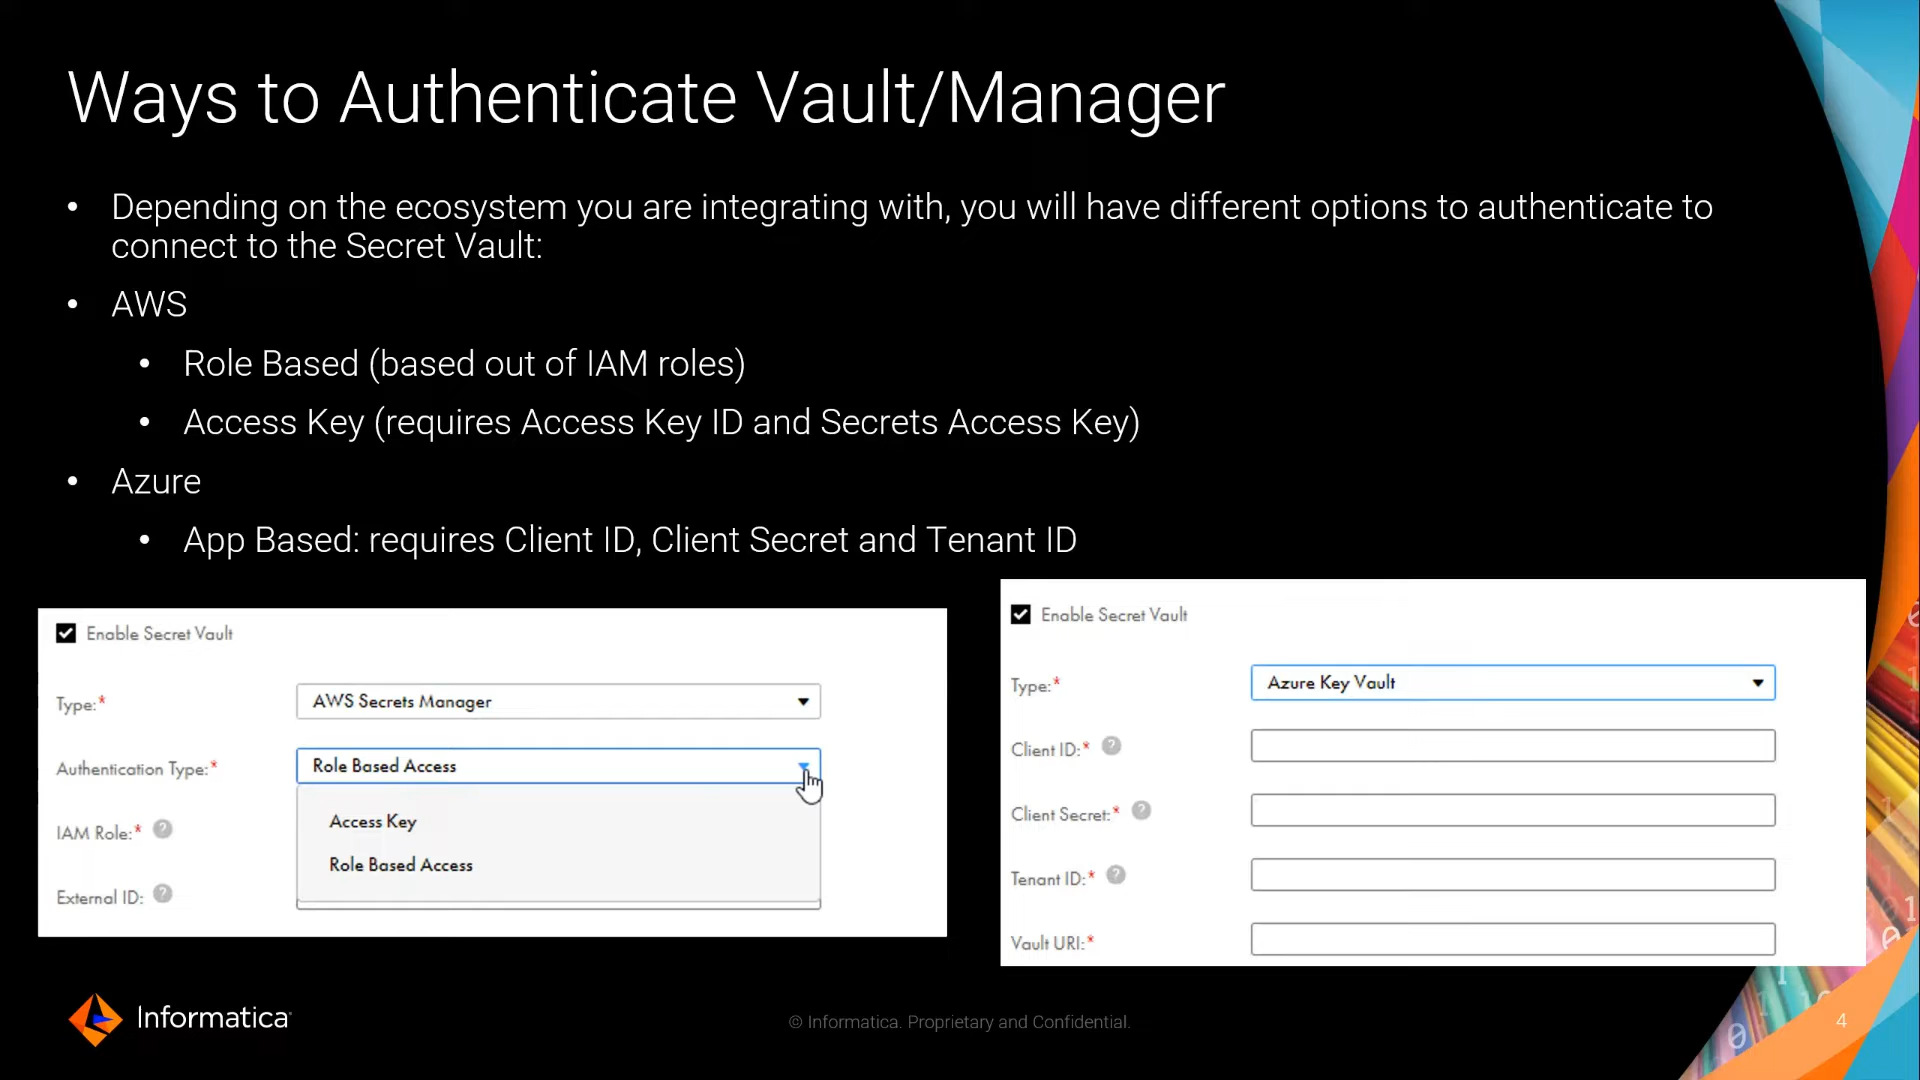 Ways to Authenticate Vault/Manager
• Depending on the ecosystem you are integrating with, you will have different options to authenticate to
connect to the Secret Vault:
• AWS
• Role Based (based out of IAM roles)
• Access Key (requires Access Key ID and Secrets Access Key)
• Azure
• App Based: requires Client ID, Client Secret and Tenant ID
Enable Secret Vault
Type:*
AWS Secrets Manager
Authentication Type:*
Role Based Access
Access Key
Role Based Access
IAM Role:* ?
External ID: ?
Enable Secret Vault
Type:*
Azure Key Vault
Client ID:* ?
Client Secret:* ?
Tenant ID:* ?
Vault URI:*
Informatica
© Informatica. Proprietary and Confidential.
4